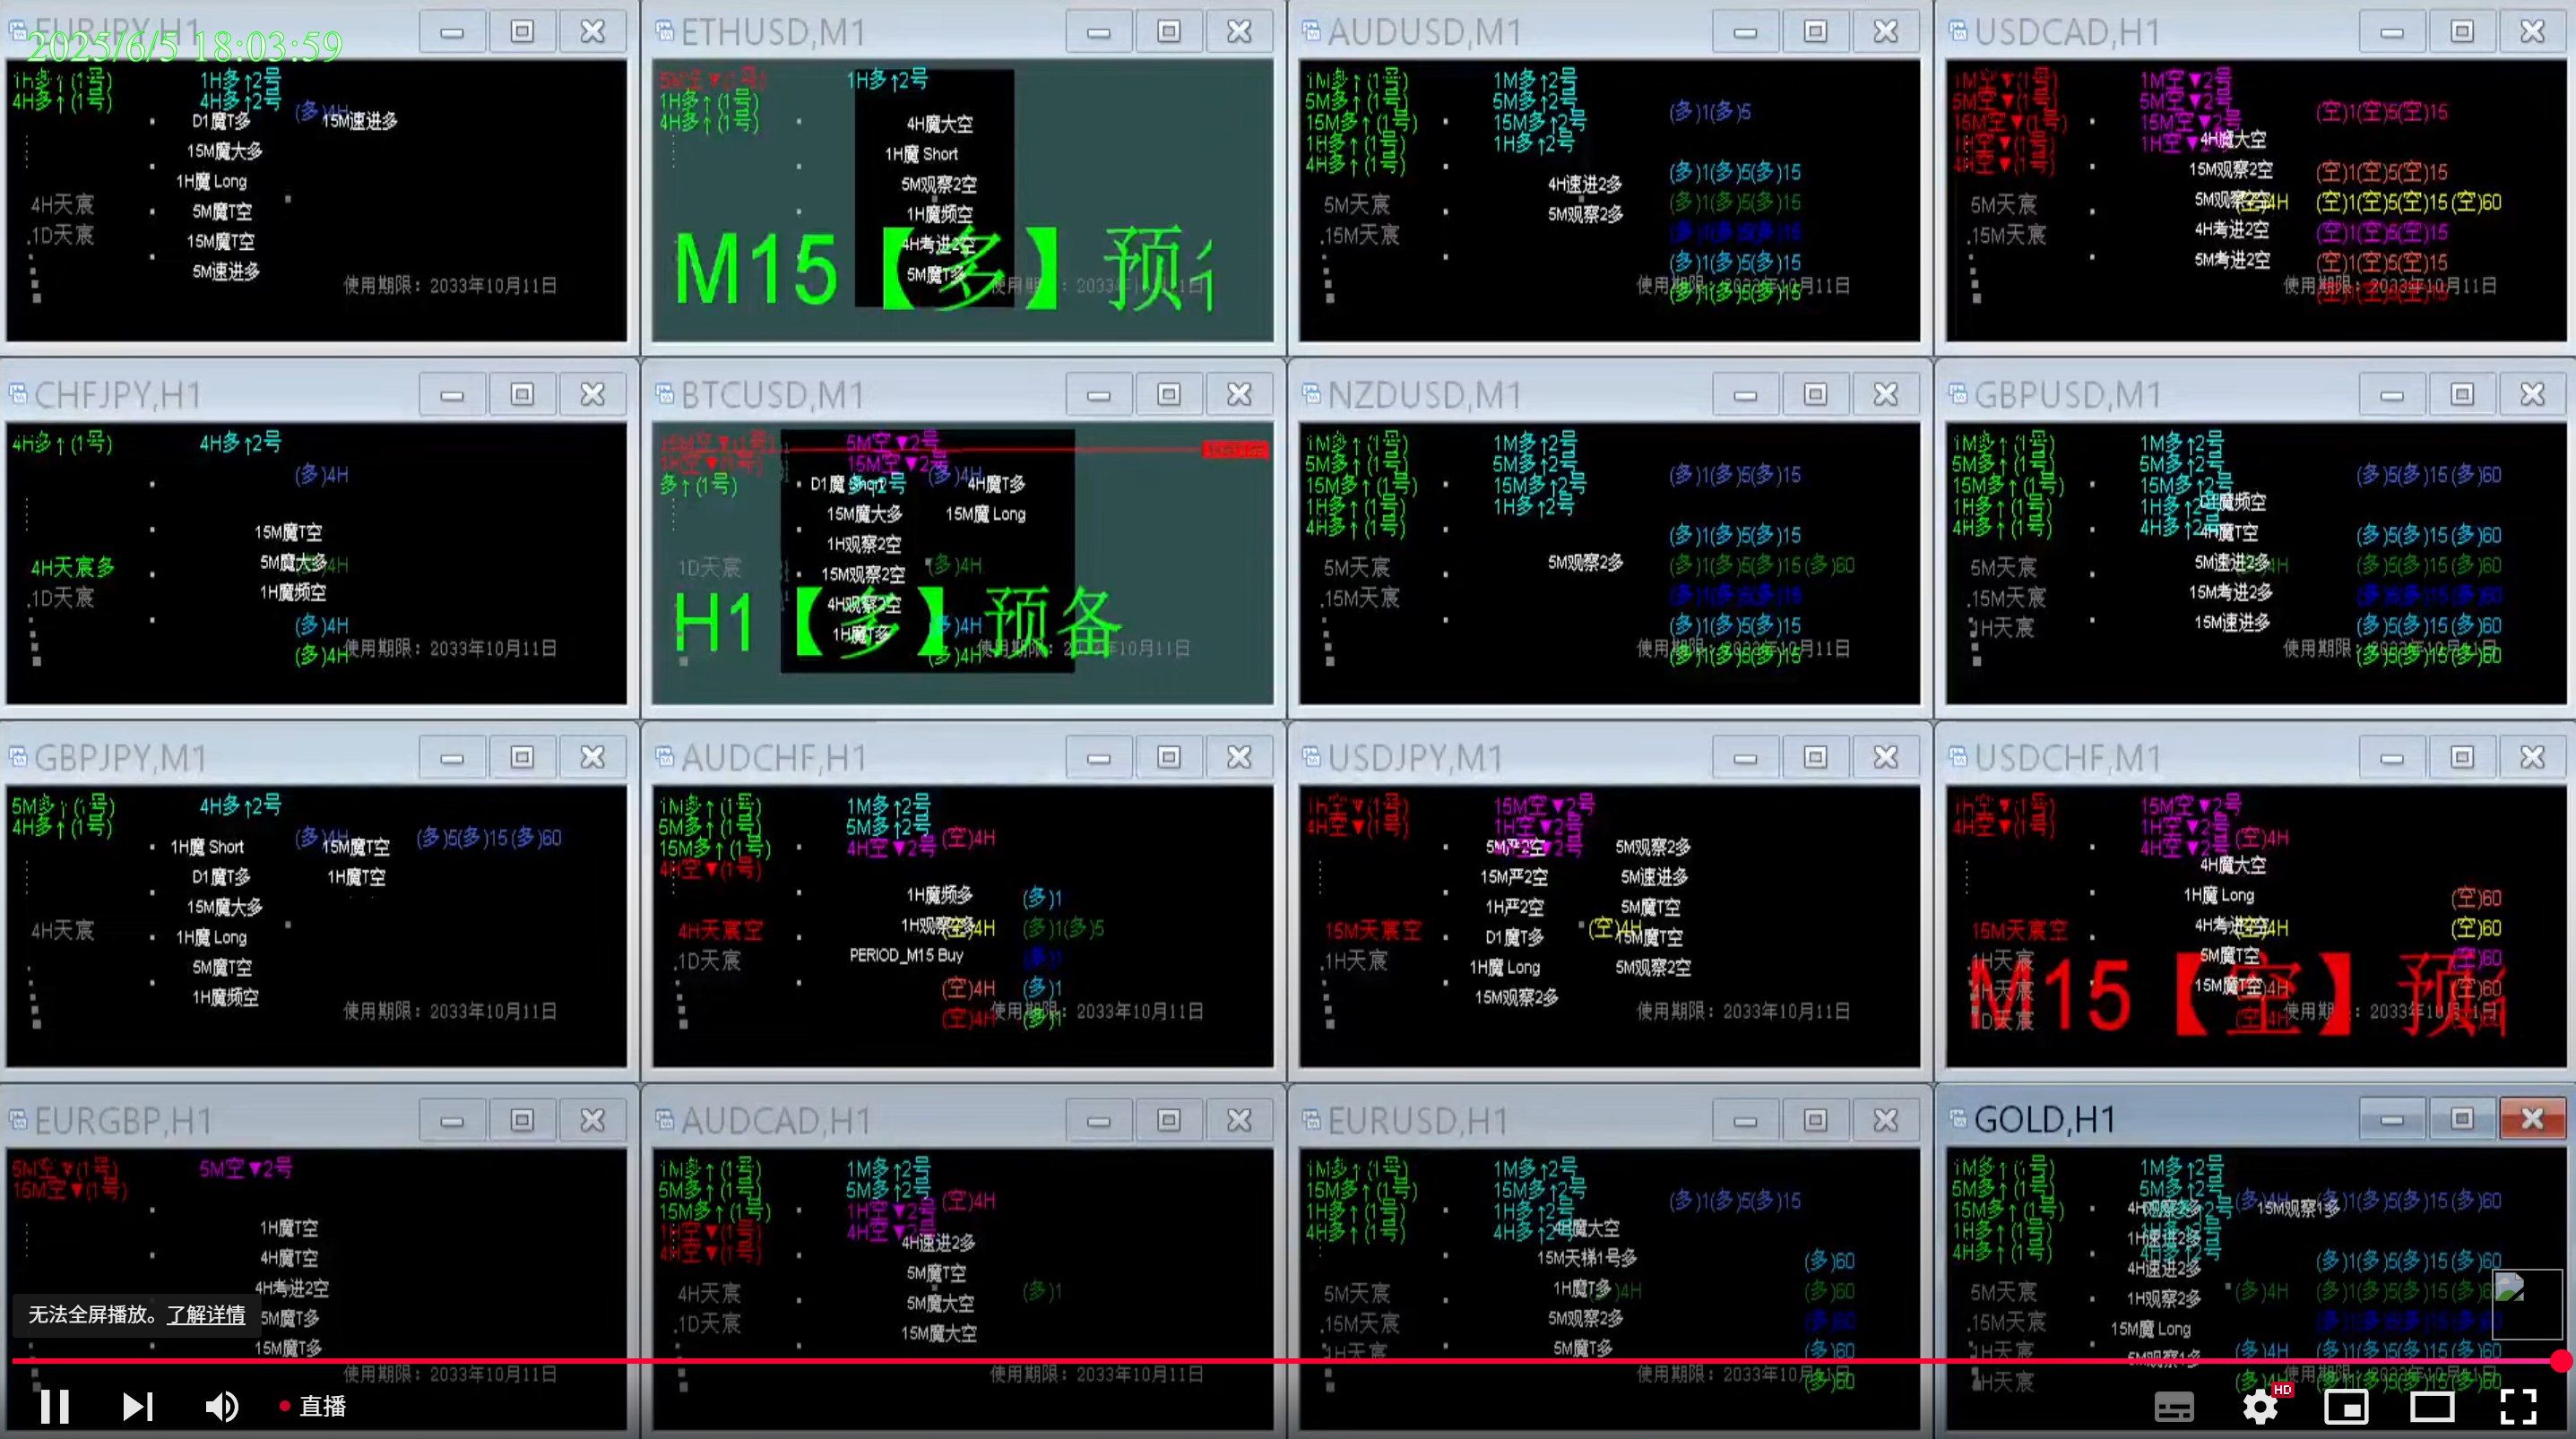 EURJPY,H1
2025/6/5 18:03:59
1H多↑(1号) 1H多↑2号
4H多↑(1号) 4H多↑2号
(多)4H
D1魔T多 15M速进多
15M魔大多
1H魔 Long
4H天宸 5M魔T空
.1D天宸 15M魔T空
5M速进多
使用期限：2033年10月11日
ETHUSD,M1
5M空▼(1号) 1H多↑2号
1H多↑(1号)
4H多↑(1号)
4H魔大空
1H魔 Short
5M观察2空
1H魔频空
4H考进2空
5M魔T多
M15【多】预
AUDUSD,M1
1M多↑(1号) 1M多↑2号
5M多↑(1号) 5M多↑2号
15M多↑(1号) 15M多↑2号
1H多↑(1号) 1H多↑2号
4H多↑(1号)
(多)1(多)5
(多)1(多)5(多)15
4H速进2多
5M天宸 5M观察2多 (多)1(多)5(多)15
.15M天宸 (多)1(多)5(多)15
(多)1(多)5(多)15
使用期限：2033年10月11日
(多)1(多)5(多)15
USDCAD,H1
1M空▼(1号) 1M空▼2号
5M空▼(1号) 5M空▼2号
15M空▼(1号) 15M空▼2号
1H空▼(1号) 1H空▼2号
4H空▼(1号)
(空)1(空)5(空)15
4H魔大空
15M观察2空 (空)1(空)5(空)15
5M天宸 5M观察2空 (空)4H (空)1(空)5(空)15(空)60
.15M天宸 4H考进2空 (空)1(空)5(空)15
5M考进2空 (空)1(空)5(空)15
使用期限：2033年10月11日
(空)1(空)5(空)15
CHFJPY,H1
4H多↑(1号) 4H多↑2号
(多)4H
15M魔T空
4H天宸多 5M魔大多 (多)4H
.1D天宸 1H魔频空
(多)4H
(多)4H 使用期限：2033年10月11日
BTCUSD,M1
15M空▼(1号) 5M空▼2号
1H空▼(1号) 15M空▼2号
多↑(1号) 多↑2号 (多)4H
D1魔 Short 4H魔T多
15M魔大多 15M魔 Long
1H观察2空
1D天宸 15M观察2空 (多)4H
4H观察2空
1H魔T多 (多)4H
H1【多】预备
(多)4H 使用期限：2033年10月11日
NZDUSD,M1
1M多↑(1号) 1M多↑2号
5M多↑(1号) 5M多↑2号
15M多↑(1号) 15M多↑2号
1H多↑(1号) 1H多↑2号
4H多↑(1号)
(多)1(多)5(多)15
(多)1(多)5(多)15
5M天宸 5M观察2多 (多)1(多)5(多)15(多)60
.15M天宸 (多)1(多)5(多)15
(多)1(多)5(多)15
使用期限：2033年10月11日
(多)1(多)5(多)15
GBPUSD,M1
1M多↑(1号) 1M多↑2号
5M多↑(1号) 5M多↑2号
15M多↑(1号) 15M多↑2号
1H多↑(1号) 1H多↑2号
4H多↑(1号) 4H多↑2号
(多)5(多)15(多)60
D1魔频空
4H魔T空 (多)5(多)15(多)60
5M天宸 5M速进2多 (多)4H (多)5(多)15(多)60
.15M天宸 15M考进2多 (多)5(多)15(多)60
1H天宸 15M速进多 (多)5(多)15(多)60
使用期限：2033年10月11日
(多)5(多)15(多)60
GBPJPY,M1
5M多↑(1号) 4H多↑2号
4H多↑(1号)
(多)4H (多)5(多)15(多)60
1H魔 Short 15M魔T空
D1魔T多 1H魔T空
15M魔大多
4H天宸 1H魔 Long
5M魔T空
1H魔频空
使用期限：2033年10月11日
AUDCHF,H1
1M多↑(1号) 1M多↑2号
5M多↑(1号) 5M多↑2号
15M多↑(1号) 4H空▼2号 (空)4H
4H空▼(1号)
1H魔频多 (多)1
4H天宸空 1H观察2多 (空)4H (多)1(多)5
.1D天宸 PERIOD_M15 Buy (多)1
(空)4H (多)1
(空)4H (多)1 使用期限：2033年10月11日
USDJPY,M1
1H空▼(1号) 15M空▼2号
4H空▼(1号) 1H空▼2号
5M严2空 5M观察2多
15M严2空 5M速进多
1H严2空 5M魔T空
15M天宸空 D1魔T多 (空)4H 15M魔T空
.1H天宸 1H魔 Long 5M观察2空
15M观察2多
使用期限：2033年10月11日
USDCHF,M1
1H空▼(1号) 15M空▼2号
4H空▼(1号) 1H空▼2号
4H空▼2号 (空)4H
4H魔大空
1H魔 Long (空)60
15M天宸空 4H考进2空 (空)4H (空)60
.1H天宸 5M魔T空 (空)60
4H天宸 15M魔T空 (空)4H (空)60
M15【空】预
1D天宸 (空)4H 使用期限：2033年10月11日
EURGBP,H1
5M空▼(1号) 5M空▼2号
15M空▼(1号)
1H魔T空
4H魔T空
4H考进2空
5M魔T多
15M魔T多
使用期限：2033年10月11日
AUDCAD,H1
1M多↑(1号) 1M多↑2号
5M多↑(1号) 5M多↑2号
15M多↑(1号) 1H空▼2号 (空)4H
1H空▼(1号) 4H空▼2号
4H空▼(1号) 4H速进2多
5M魔T空
4H天宸 5M魔大空 (多)1
.1D天宸 15M魔大空
使用期限：2033年10月11日
EURUSD,H1
1M多↑(1号) 1M多↑2号
15M多↑(1号) 15M多↑2号
1H多↑(1号) 1H多↑2号
4H多↑(1号) 4H多↑2号
(多)1(多)5(多)15
4H魔大空
15M天梯1号多 (多)60
5M天宸 1H魔T多 (多)4H (多)60
.15M天宸 5M观察2多 (多)60
1H天宸 5M魔T多 (多)60
使用期限：2033年10月11日
(多)60
GOLD,H1
1M多↑(1号) 1M多↑2号
5M多↑(1号) 5M多↑2号
15M多↑(1号)
1H多↑(1号) 1H多↑2号
4H多↑(1号) 4H多↑2号
4H观察2多 (多)4H 15M观察1多 (多)1(多)5(多)15(多)60
1H速进2多
4H速进2多 (多)1(多)5(多)15(多)60
5M天宸 1H观察2多 (多)4H (多)1(多)5(多)15(多)6
.15M天宸 15M魔 Long
1H天宸 5M观察1多 (多)4H (多)1(多)5(多)15(多)60
4H天宸 使用期限：2033年10月11日
无法全屏播放。了解详情
直播
HD